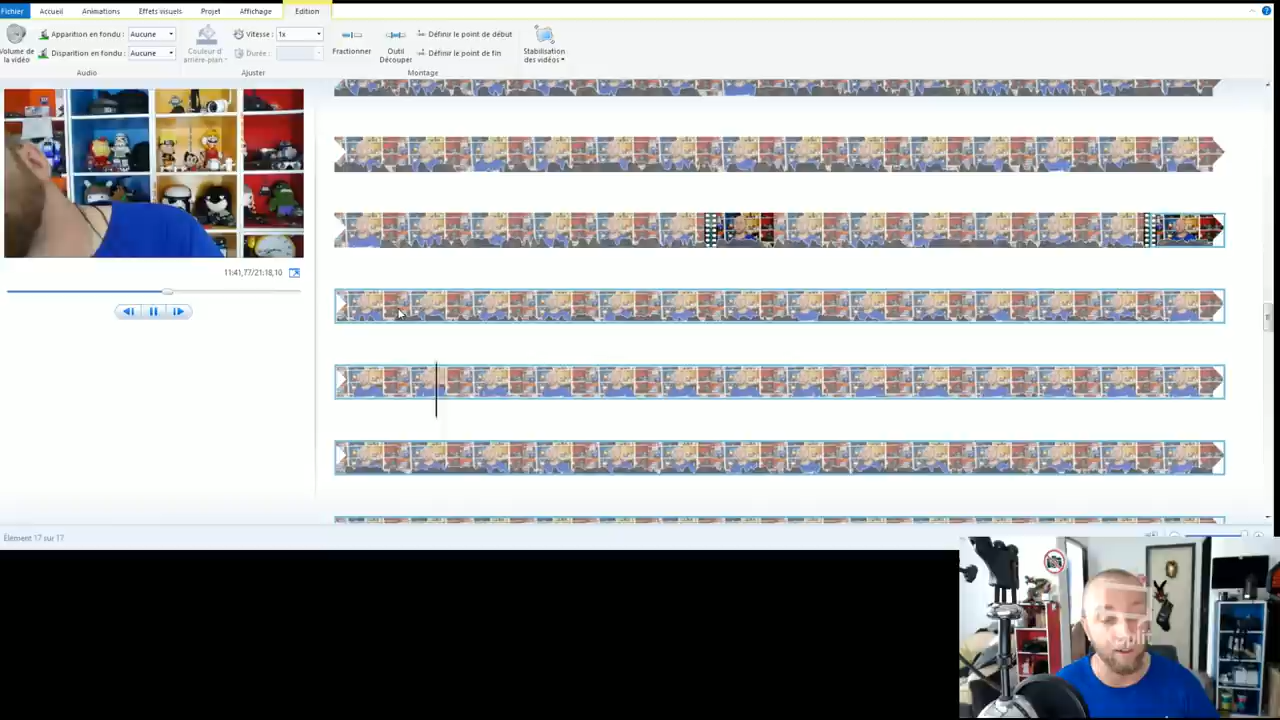 Fichier Accueil Animations Effets visuels Projet Affichage Edition
Volume de la vidéo
Apparition en fondu : Aucune
Disparition en fondu : Aucune
Audio
Couleur d'arrière-plan
Vitesse : 1x
Durée :
Ajuster
Fractionner
Outil Découper
Définir le point de début
Définir le point de fin
Montage
Stabilisation des vidéos
11:41,77/21:18,10
Élement 17 sur 17